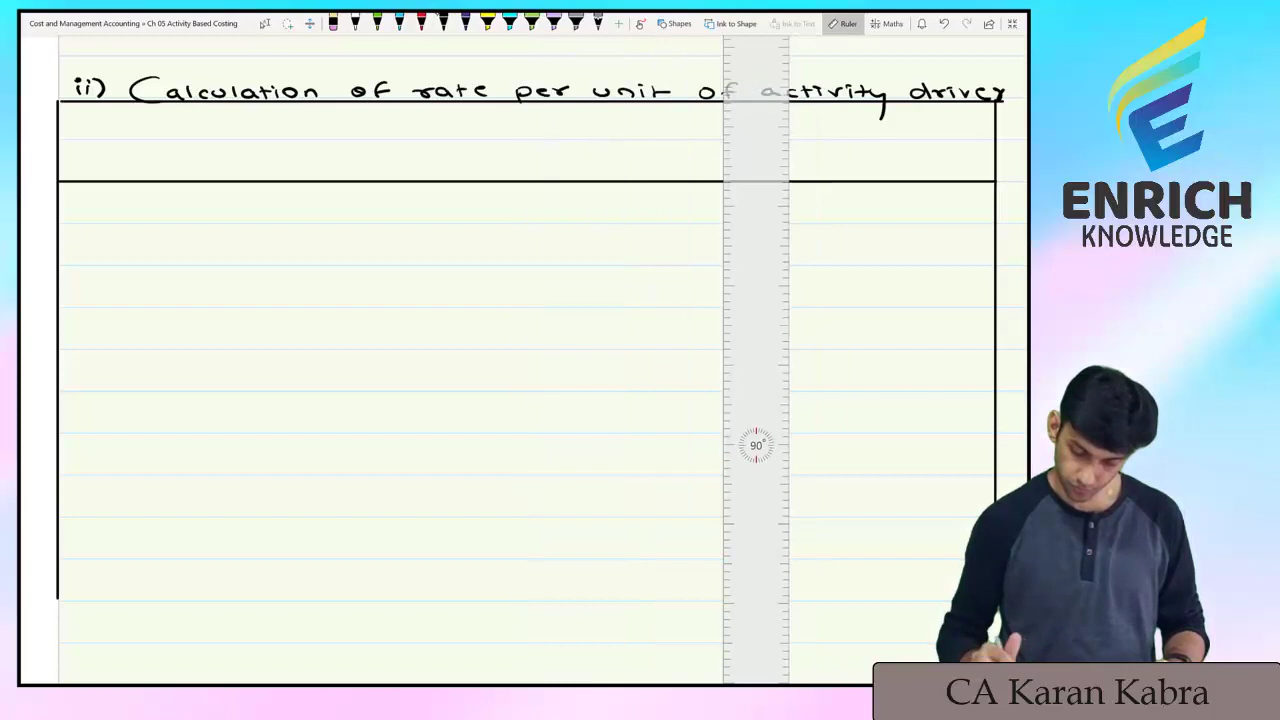 Cost and Management Accounting » Ch 05 Activity Based Costing
Shapes
Ink to Shape
Ink to Text
Ruler
Maths
ii) Calculation of rate per unit of activity driver
90°
ENRICH
KNOWLEDGE
CA Karan Kabra